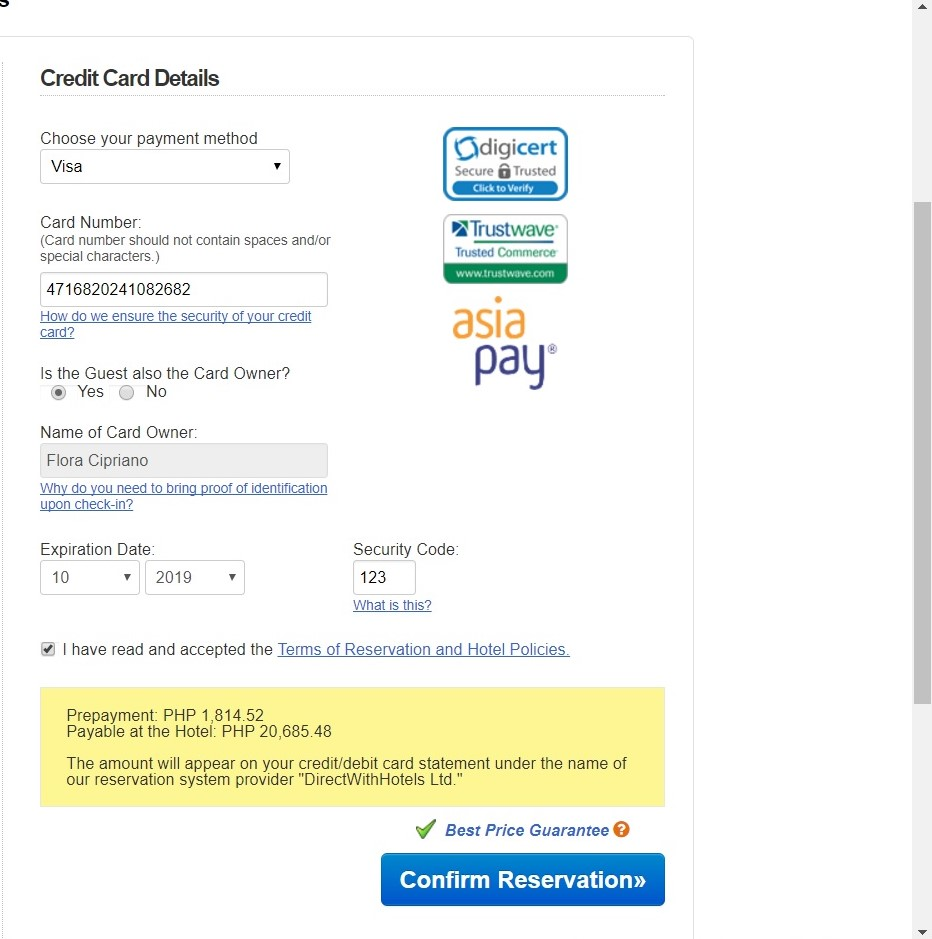 Credit Card Details
Choose your payment method
Visa
Card Number:
(Card number should not contain spaces and/or
special characters.)
4716820241082682
How do we ensure the security of your credit
card?
Is the Guest also the Card Owner?
Yes No
Name of Card Owner:
Flora Cipriano
Why do you need to bring proof of identification
upon check-in?
Expiration Date:
10 2019
Security Code:
123
What is this?
digicert
Secure Trusted
Click to Verify
Trustwave
Trusted Commerce
www.trustwave.com
asia
pay®
I have read and accepted the Terms of Reservation and Hotel Policies.
Prepayment: PHP 1,814.52
Payable at the Hotel: PHP 20,685.48
The amount will appear on your credit/debit card statement under the name of
our reservation system provider "DirectWithHotels Ltd."
Best Price Guarantee ?
Confirm Reservation»